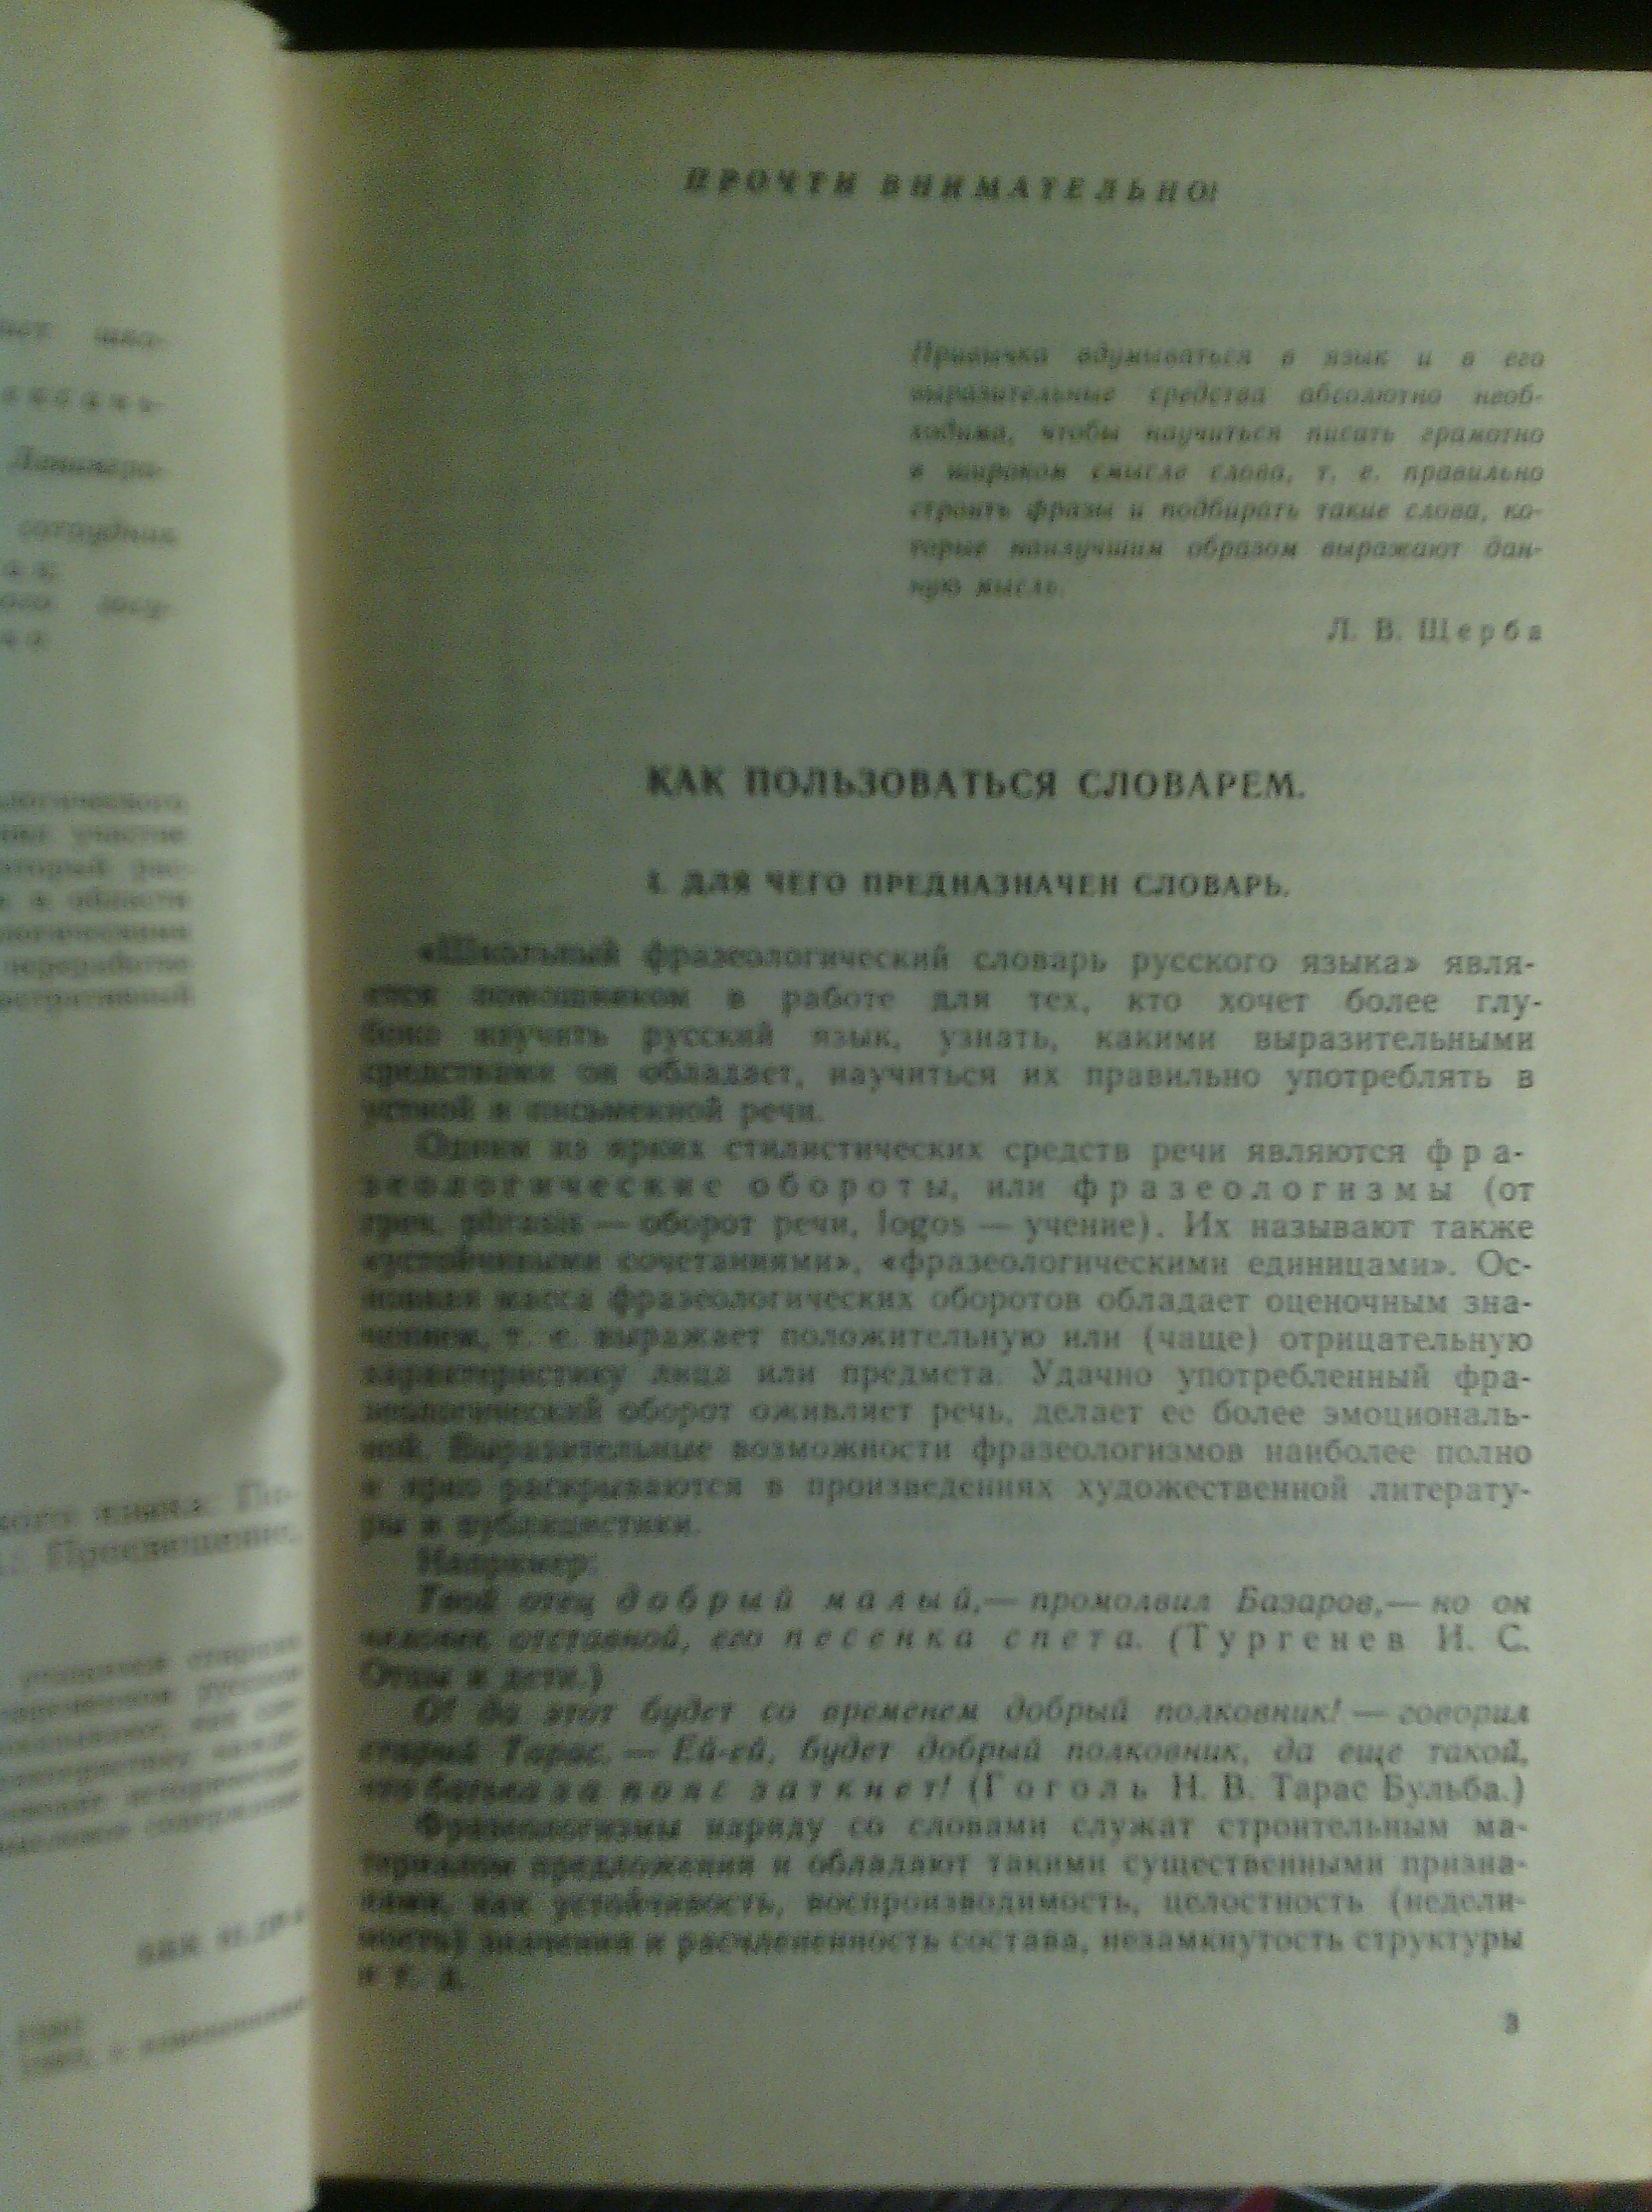 ПРОЧТИ ВНИМАТЕЛЬНО!
Привычка вдумываться в язык и в его
выразительные средства абсолютно необ-
ходима, чтобы научиться писать грамотно
в широком смысле слова, т. е. правильно
строить фразы и подбирать такие слова, ко-
торые наилучшим образом выражают дан-
ную мысль.
Л. В. Щерба
КАК ПОЛЬЗОВАТЬСЯ СЛОВАРЕМ.
1. ДЛЯ ЧЕГО ПРЕДНАЗНАЧЕН СЛОВАРЬ.
«Школьный фразеологический словарь русского языка» явля-
ется помощником в работе для тех, кто хочет более глу-
боко изучить русский язык, узнать, какими выразительными
средствами он обладает, научиться их правильно употреблять в
устной и письменной речи.
Одним из ярких стилистических средств речи являются фра-
зеологические обороты, или фразеологизмы (от
греч. phrasis — оборот речи, logos — учение). Их называют также
«устойчивыми сочетаниями», «фразеологическими единицами». Ос-
новная масса фразеологических оборотов обладает оценочным зна-
чением, т. е. выражает положительную или (чаще) отрицательную
характеристику лица или предмета. Удачно употребленный фра-
зеологический оборот оживляет речь, делает ее более эмоциональ-
ной. Выразительные возможности фразеологизмов наиболее полно
и ярко раскрываются в произведениях художественной литерату-
ры и публицистики.
Например:
Твой отец добрый малый,— промолвил Базаров,— но он
человек отставной, его песенка спета. (Тургенев И. С.
Отцы и дети.)
О! да этот будет со временем добрый полковник! — говорил
старый Тарас. — Ей-ей, будет добрый полковник, да еще такой,
что батька за пояс заткнет! (Гоголь Н. В. Тарас Бульба.)
Фразеологизмы наряду со словами служат строительным ма-
териалом предложения и обладают такими существенными призна-
ками, как устойчивость, воспроизводимость, целостность (недели-
мость) значения и расчлененность состава, незамкнутость структуры
и т. д.
3